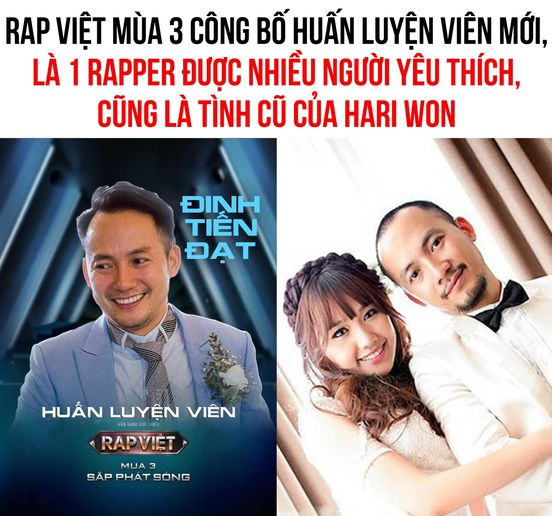 RAP VIỆT MÙA 3 CÔNG BỐ HUẤN LUYỆN VIÊN MỚI,
LÀ 1 RAPPER ĐƯỢC NHIỀU NGƯỜI YÊU THÍCH,
CŨNG LÀ TÌNH CŨ CỦA HARI WON
ĐINH
TIẾN
ĐẠT
HUẤN LUYỆN VIÊN
RAP VIỆT
MÙA 3
SẮP PHÁT SÓNG